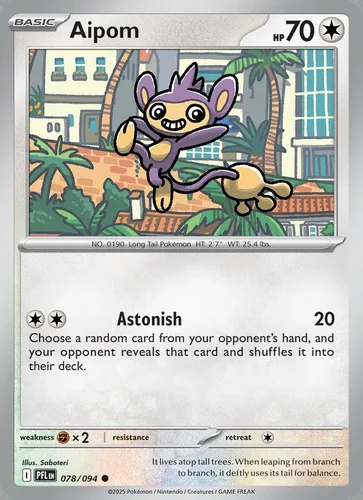 BASIC
Aipom
HP 70
NO. 0190 Long Tail Pokémon HT: 2'7" WT: 25.4 lbs.
Astonish 20
Choose a random card from your opponent's hand, and
your opponent reveals that card and shuffles it into
their deck.
weakness ×2 resistance retreat
Illus. Saboteri
It lives atop tall trees. When leaping from branch
to branch, it deftly uses its tail for balance.
I PFL EN 078/094
©2025 Pokémon / Nintendo / Creatures / GAME FREAK